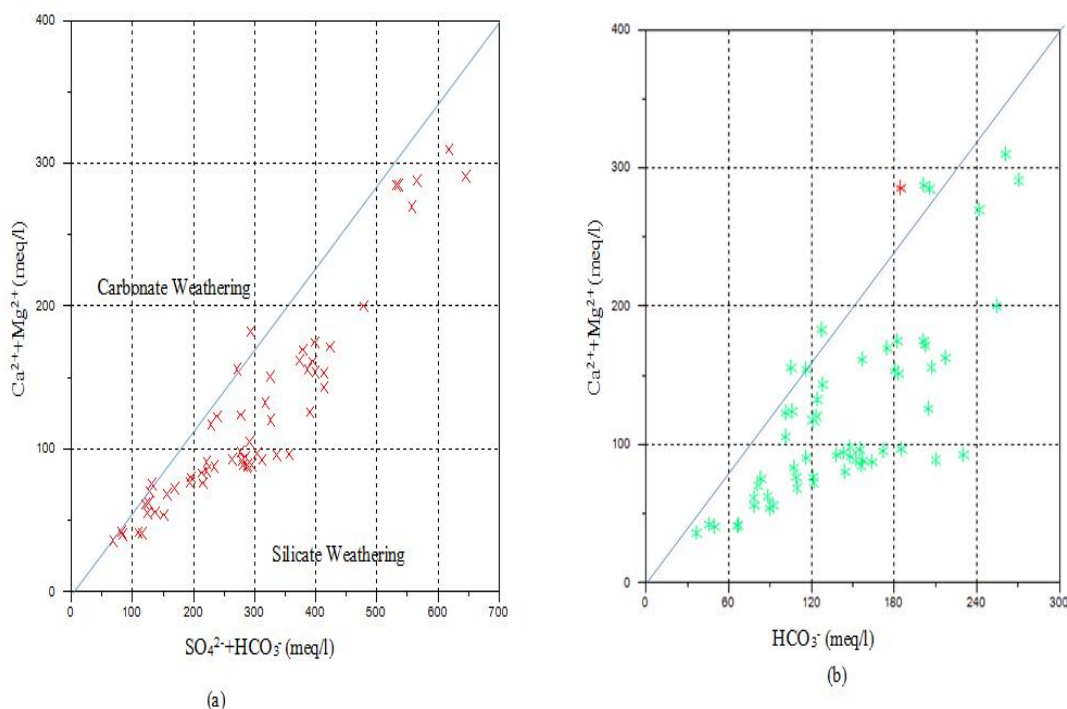 400
300
200
100
0
Ca²⁺+Mg²⁺ (meq/l)
Carbonate Weathering
Silicate Weathering
0 100 200 300 400 500 600 700
SO₄²⁻+HCO₃⁻ (meq/l)
(a)
400
300
200
100
0
Ca²⁺+Mg²⁺ (meq/l)
0 60 120 180 240 300
HCO₃⁻ (meq/l)
(b)